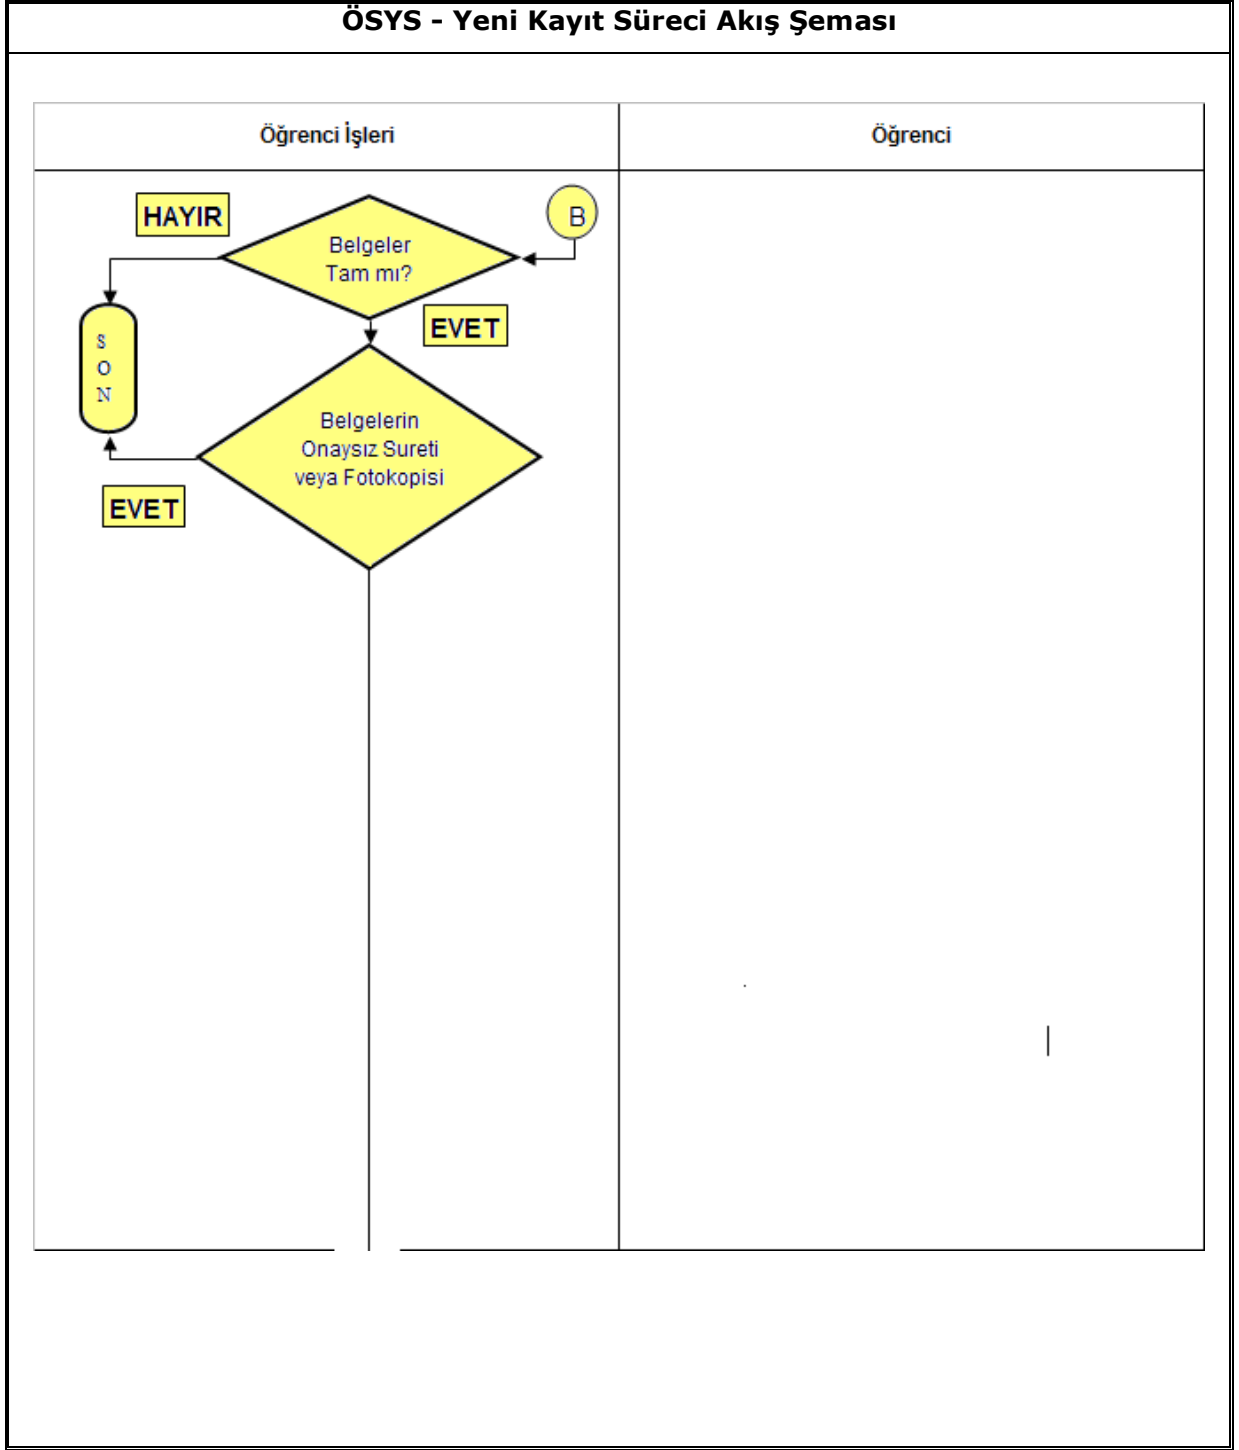 ÖSYS - Yeni Kayıt Süreci Akış Şeması
Öğrenci İşleri
Öğrenci
HAYIR
B
Belgeler
Tam mı?
EVET
S
O
N
Belgelerin
Onaysız Sureti
veya Fotokopisi
EVET